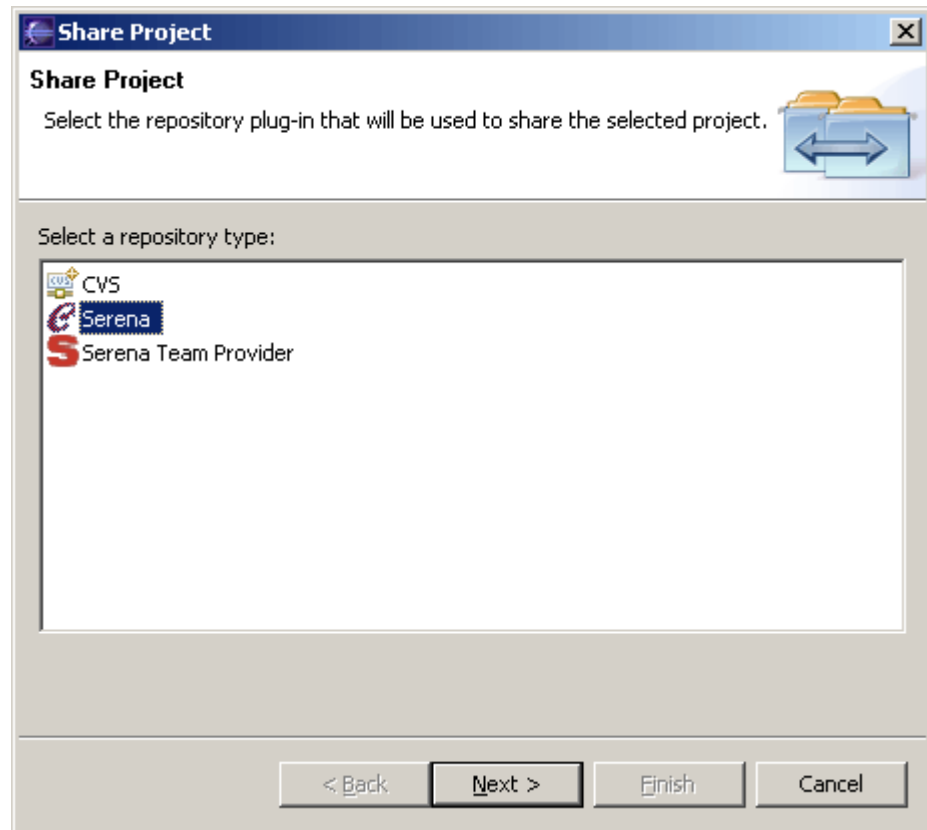 Share Project
Share Project
Select the repository plug-in that will be used to share the selected project.
Select a repository type:
CVS
Serena
Serena Team Provider
< Back
Next >
Finish
Cancel